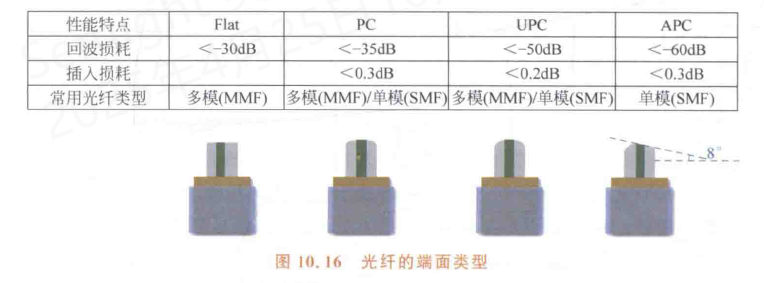 性能特点 Flat PC UPC APC
回波损耗 <-30dB <-35dB <-50dB <-60dB
插入损耗 <0.3dB <0.2dB <0.3dB
常用光纤类型 多模(MMF) 多模(MMF)/单模(SMF) 多模(MMF)/单模(SMF) 单模(SMF)
8°
图 10.16 光纤的端面类型